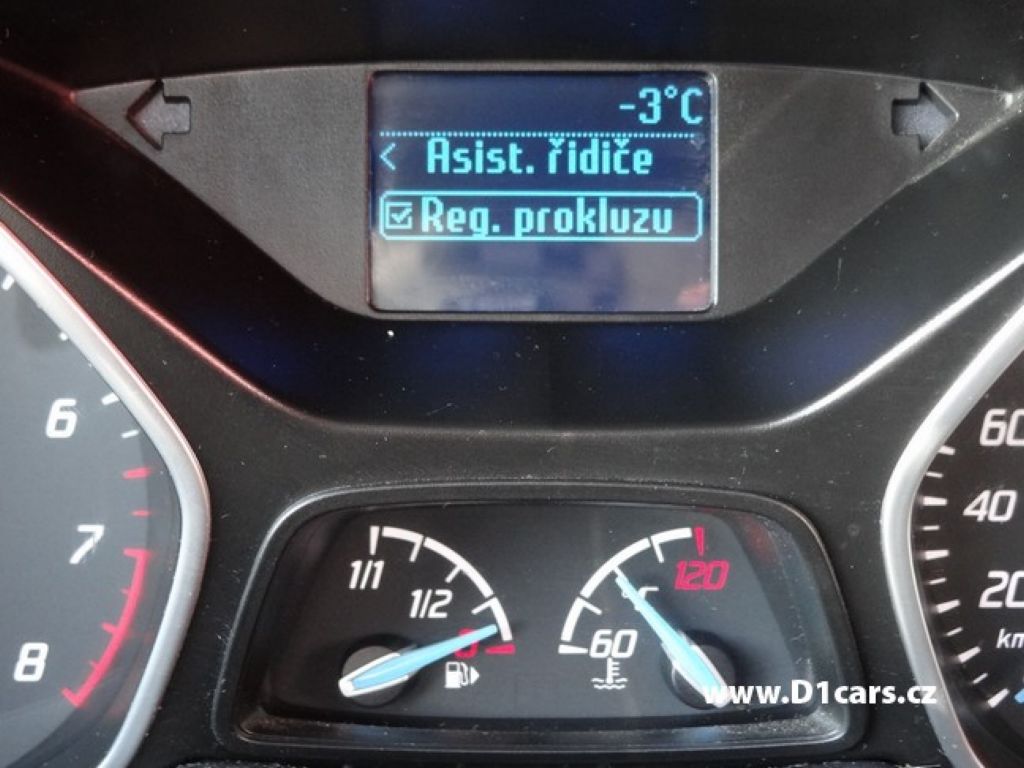 -3°C
< Asist. řidiče
Reg. prokluzu
6
7
8
1/1
1/2
0
120
°C
60
60
40
20
km
www.D1cars.cz